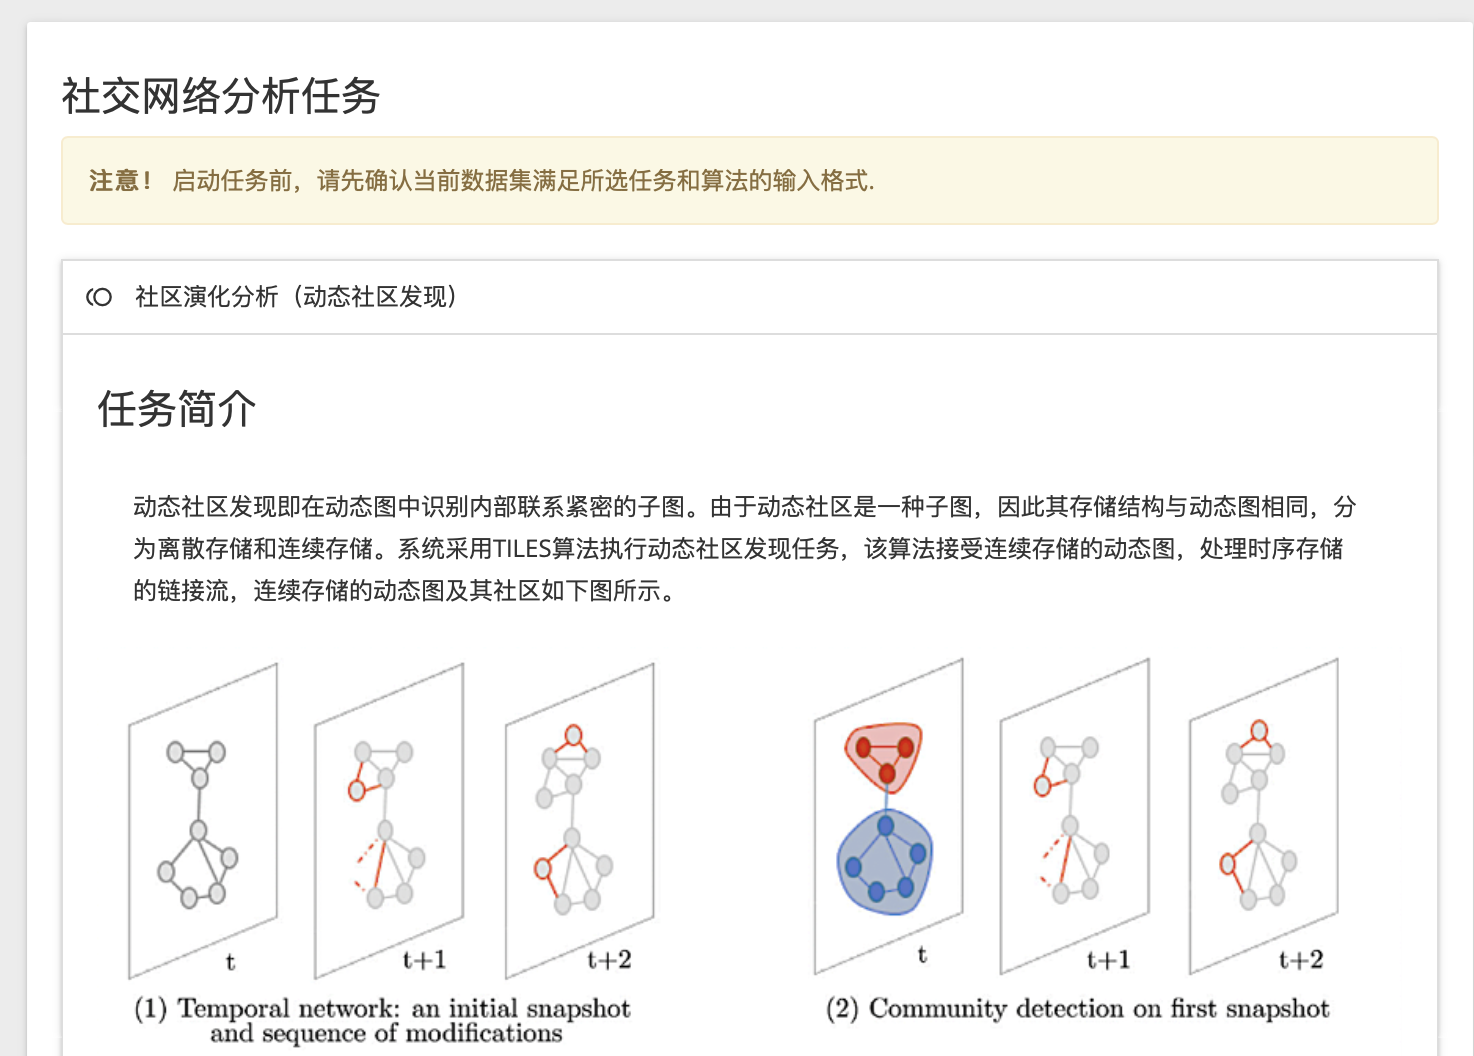 社交网络分析任务
注意！ 启动任务前，请先确认当前数据集满足所选任务和算法的输入格式.
社区演化分析（动态社区发现）
任务简介
动态社区发现即在动态图中识别内部联系紧密的子图。由于动态社区是一种子图，因此其存储结构与动态图相同，分
为离散存储和连续存储。系统采用TILES算法执行动态社区发现任务，该算法接受连续存储的动态图，处理时序存储
的链接流，连续存储的动态图及其社区如下图所示。
t
t+1
t+2
(1) Temporal network: an initial snapshot
and sequence of modifications
t
t+1
t+2
(2) Community detection on first snapshot